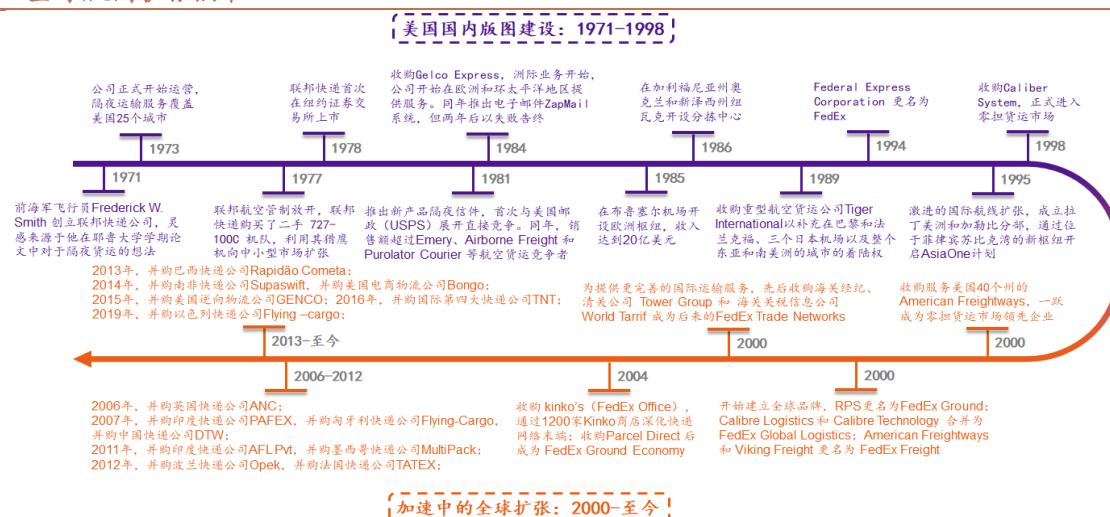 美国国内版图建设：1971-1998
公司正式开始运营，
隔夜运输服务覆盖
美国25个城市
1973
联邦快递首次
在纽约证券交
易所上市
1978
收购Gelco Express, 洲际业务开始，
公司开始在欧洲和环太平洋地区提
供服务。同年推出电子邮件ZapMail
系统，但两年后以失败告终
1984
在加利福尼亚州奥
克兰和新泽西州纽
瓦克开设分拣中心
1986
Federal Express
Corporation 更名为
FedEx
1994
收购Caliber
System, 正式进入
零担货运市场
1998
1971
前海军飞行员Frederick W.
Smith 创立联邦快递公司，灵
感来源于他在耶鲁大学学期论
文中对于隔夜货运的想法
1977
联邦航空管制放开，联邦
快递购买了二手 727-
100C 机队，利用其猎鹰
机向中小型市场扩张
1981
推出新产品隔夜信件，首次与美国邮
政（USPS）展开直接竞争。同年，销
售额超过Emery、Airborne Freight 和
Purolator Courier 等航空货运竞争者
1985
在布鲁塞尔机场开
设欧洲枢纽，收入
达到20亿美元
1989
收购重型航空货运公司Tiger
International以补充在巴黎和法
兰克福、三个日本机场以及整个
东亚和南美洲的城市的着陆权
1995
激进的国际航线扩张，成立拉
丁美洲和加勒比分部，通过位
于菲律宾苏比克湾的新枢纽开
启AsiaOne计划
2013年，并购巴西快递公司Rapidão Cometa；
2014年，并购南非快递Supaswift，并购美国电商物流公司Bongo；
2015年，并购美国逆向物流公司GENCO；2016年，并购国际第四大快递公司TNT；
2019年，并购以色列快递公司Flying –cargo；
2013-至今
为提供更完善的国际运输服务，先后收购海关经纪、
清关公司 Tower Group 和 海关关税信息公司
World Tarrif 成为后来的FedEx Trade Networks
2000
收购服务美国40个州的
American Freightways，一跃
成为零担货运市场领先企业
2000
2006-2012
2006年，并购英国快递公司ANC；
2007年，并购印度快递公司PAFEX，并购匈牙利快递公司Flying-Cargo，
并购中国快递公司DTW；
2011年，并购印度快递公司AFL Pvt，并购墨西哥快递公司MultiPack；
2012年，并购波兰快递公司Opek，并购法国快递公司TATEX；
2004
收购 kinko's（FedEx Office），
通过1200家Kinko商店深化快递
网络末端；收购Parcel Direct 后
成为 FedEx Ground Economy
2000
开始建立全球品牌，RPS更名为FedEx Ground；
Calibre Logistics 和 Calibre Technology 合并为
FedEx Global Logistics；American Freightways
和 Viking Freight 更名为 FedEx Freight
加速中的全球扩张：2000-至今